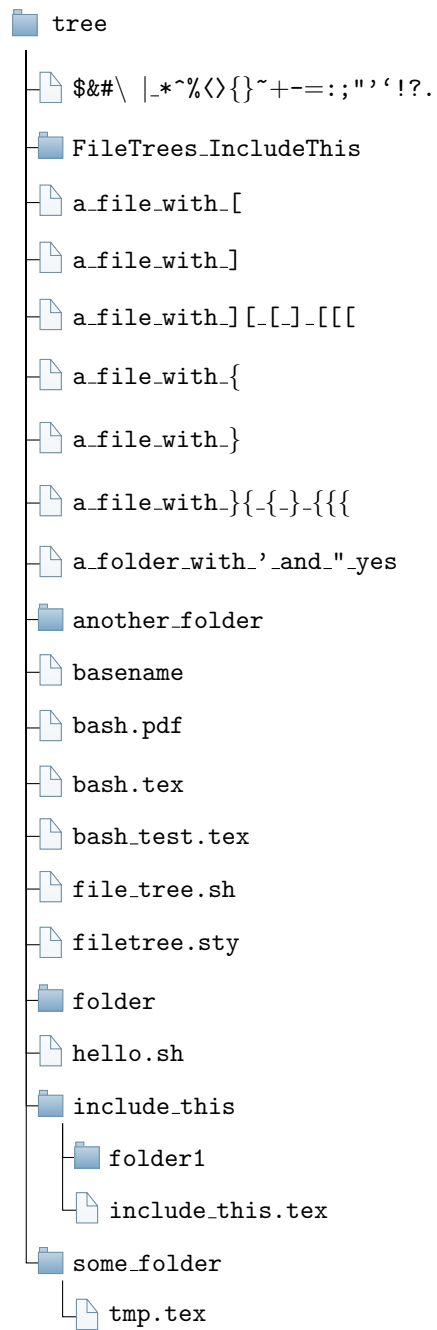 tree
$&#\ |_*^%⟨⟩{}~+-=:;"'‘!?.
FileTrees_IncludeThis
a_file_with_[
a_file_with_]
a_file_with_][_[_]_[[[
a_file_with_{
a_file_with_}
a_file_with_}{_{_}_{{{
a_folder_with_'_and_"_yes
another_folder
basename
bash.pdf
bash.tex
bash_test.tex
file_tree.sh
filetree.sty
folder
hello.sh
include_this
folder1
include_this.tex
some_folder
tmp.tex